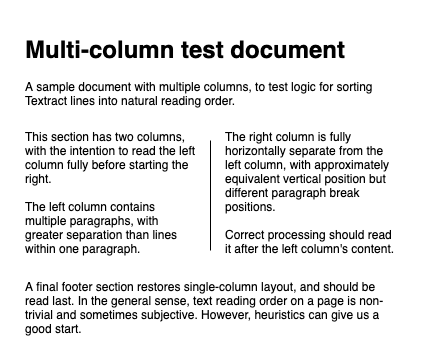 Multi-column test document
A sample document with multiple columns, to test logic for sorting
Textract lines into natural reading order.
This section has two columns,
with the intention to read the left
column fully before starting the
right.
The left column contains
multiple paragraphs, with
greater separation than lines
within one paragraph.
The right column is fully
horizontally separate from the
left column, with approximately
equivalent vertical position but
different paragraph break
positions.
Correct processing should read
it after the left column's content.
A final footer section restores single-column layout, and should be
read last. In the general sense, text reading order on a page is non-
trivial and sometimes subjective. However, heuristics can give us a
good start.